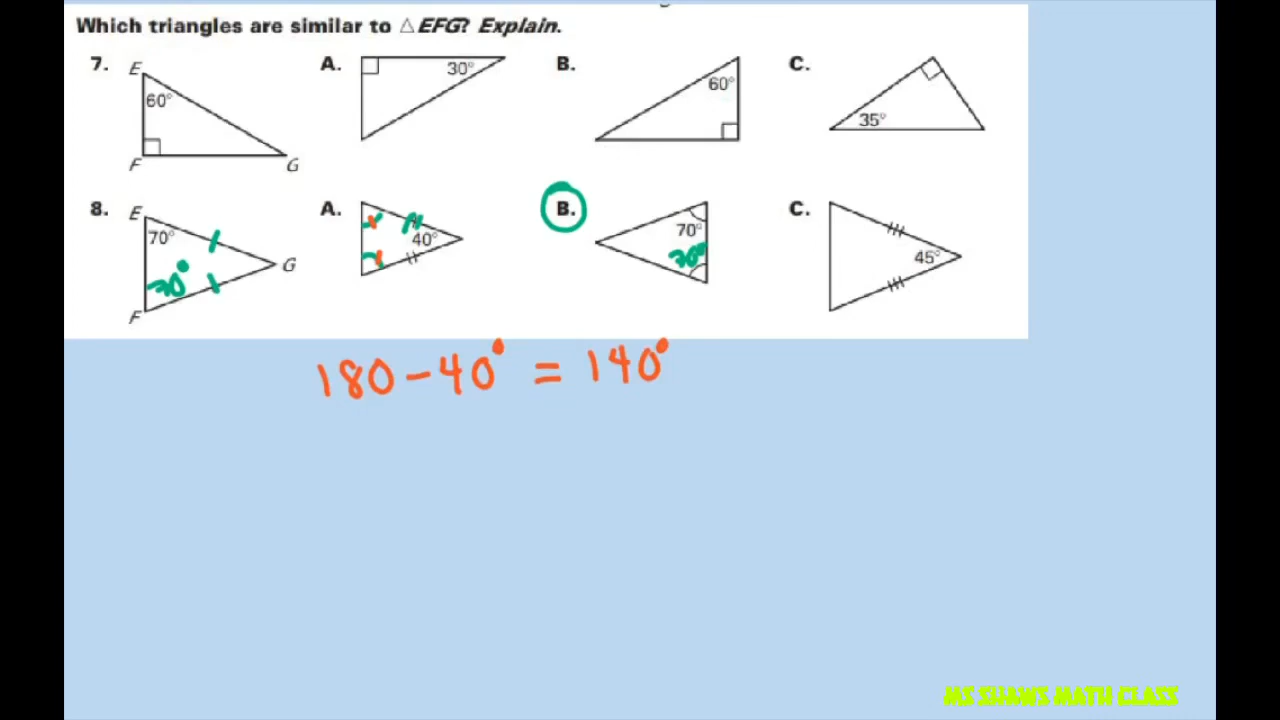 Which triangles are similar to △EFG? Explain.
7. E 60° F G
A. 30°
B. 60°
C. 35°
8. E 70° 70° F G
A. 40°
B. 70° 70°
C. 45°
180 - 40° = 140°
MS SHAWS MATH CLASS